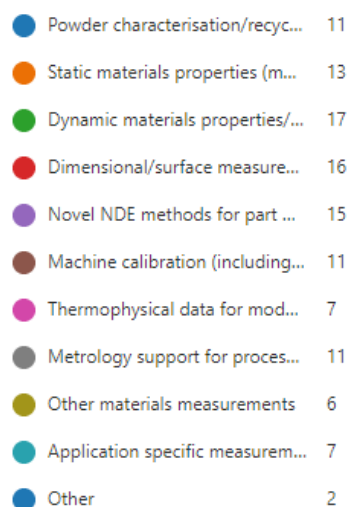 Powder characterisation/recyc... 11
Static materials properties (m... 13
Dynamic materials properties/... 17
Dimensional/surface measure... 16
Novel NDE methods for part ... 15
Machine calibration (including... 11
Thermophysical data for mod... 7
Metrology support for proces... 11
Other materials measurements 6
Application specific measurem... 7
Other 2